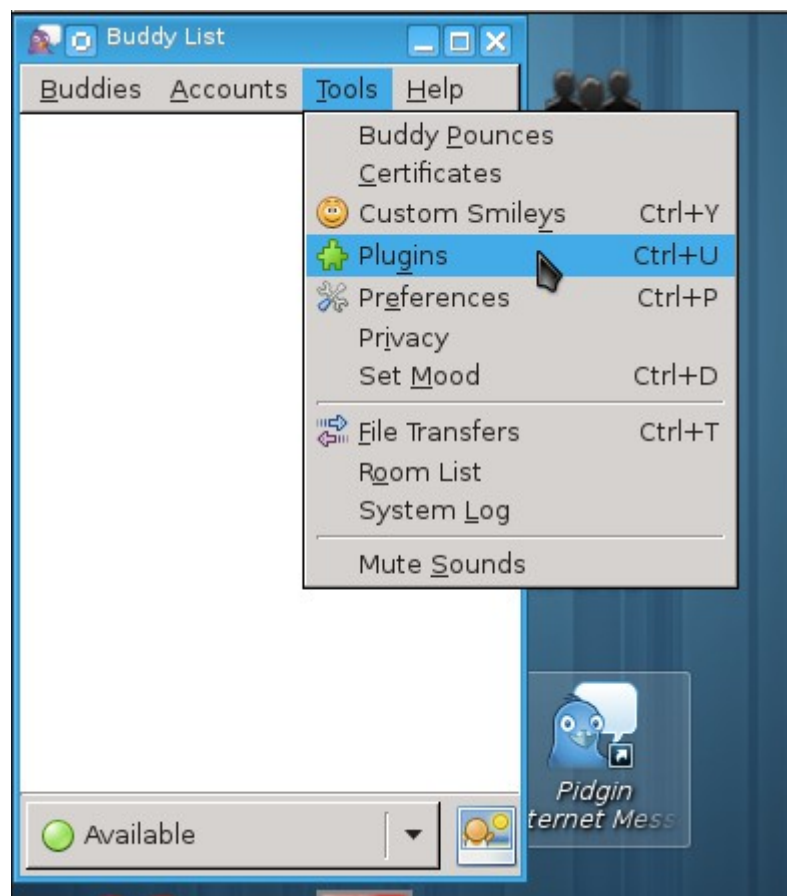 Buddy List
Buddies Accounts Tools Help
Buddy Pounces
Certificates
Custom Smileys Ctrl+Y
Plugins Ctrl+U
Preferences Ctrl+P
Privacy
Set Mood Ctrl+D
File Transfers Ctrl+T
Room List
System Log
Mute Sounds
Pidgin
ternet Mess
Available